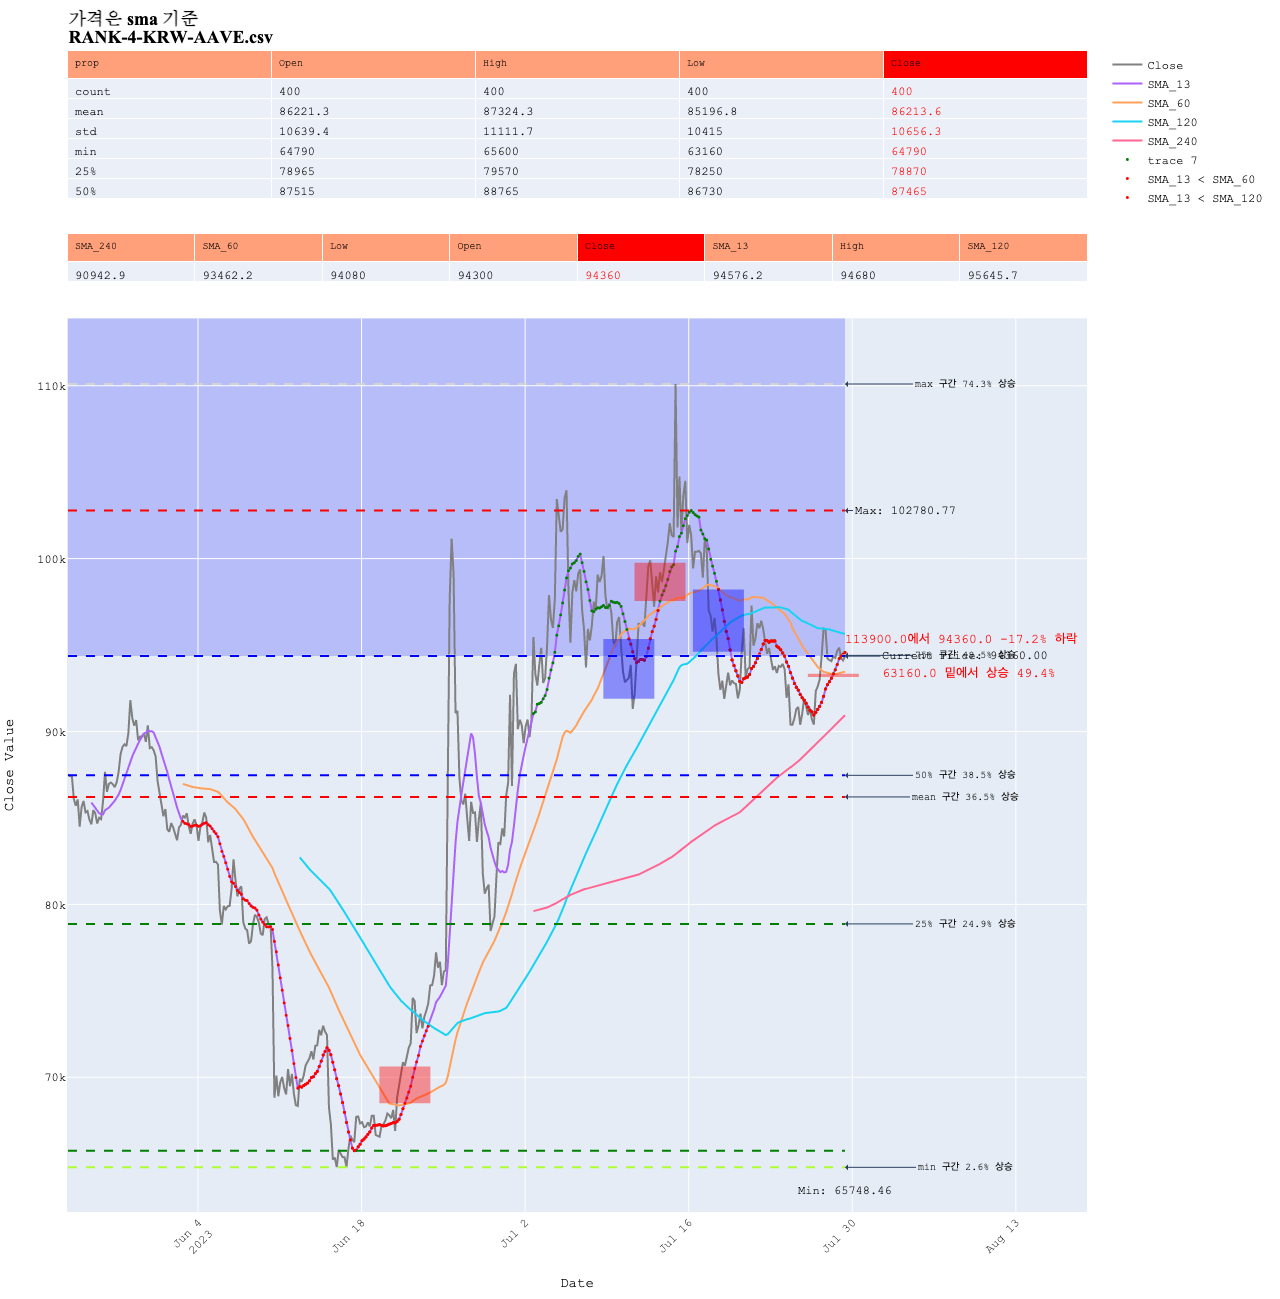 가격은 sma 기준
RANK-4-KRW-AAVE.csv
prop Open High Low Close
count 400 400 400 400
mean 86221.3 87324.3 85196.8 86213.6
std 10639.4 11111.7 10415 10656.3
min 64790 65600 63160 64790
25% 78965 79570 78250 78870
50% 87515 88765 86730 87465
Close
SMA_13
SMA_60
SMA_120
SMA_240
trace 7
SMA_13 < SMA_60
SMA_13 < SMA_120
SMA_240 SMA_60 Low Open Close SMA_13 High SMA_120
90942.9 93462.2 94080 94300 94360 94576.2 94680 95645.7
110k
max 구간 74.3% 상승
Max: 102780.77
100k
113900.0에서 94360.0 -17.2% 하락
Current Price: 94360.00
63160.0 밑에서 상승 49.4%
90k
50% 구간 38.5% 상승
mean 구간 36.5% 상승
80k
25% 구간 24.9% 상승
70k
min 구간 2.6% 상승
Min: 65748.46
Close Value
Jun 4
2023
Jun 18
Jul 2
Jul 16
Jul 30
Aug 13
Date